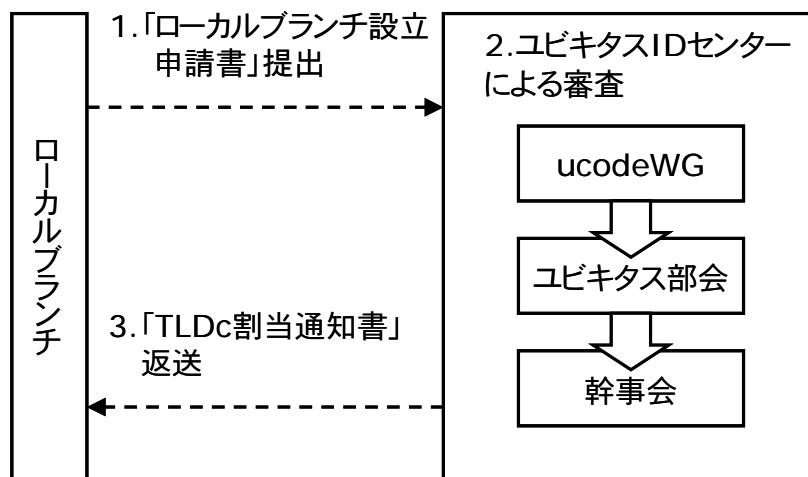 ローカルブランチ
1.「ローカルブランチ設立
申請書」提出
2.ユビキタスIDセンター
による審査
ucodeWG
ユビキタス部会
幹事会
3.「TLDc割当通知書」
返送